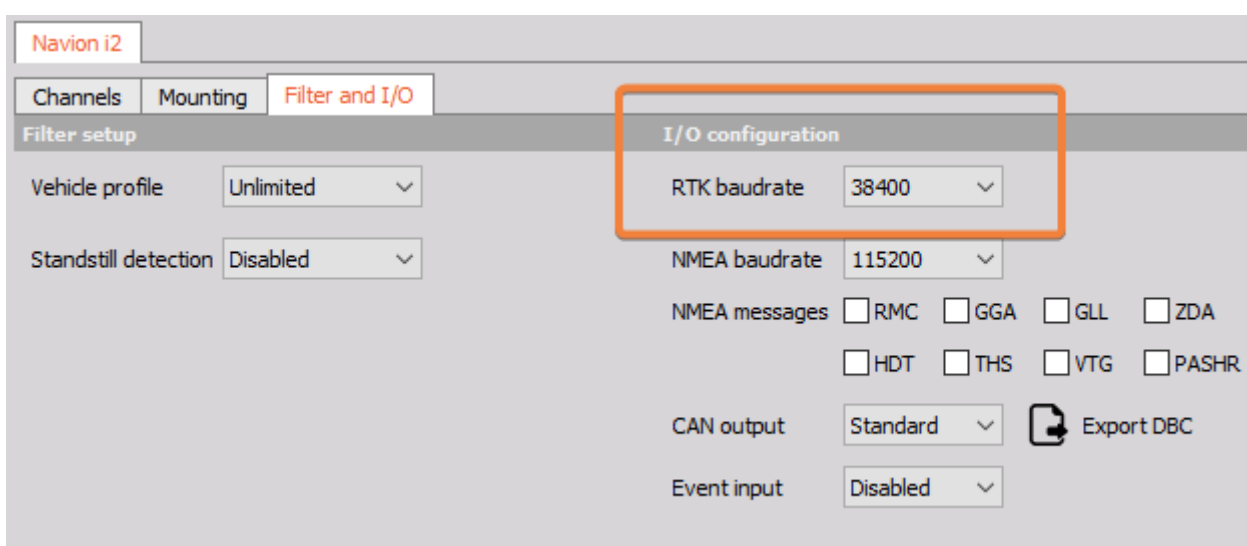 Navion i2
Channels Mounting Filter and I/O
Filter setup I/O configuration
Vehicle profile Unlimited RTK baudrate 38400
Standstill detection Disabled NMEA baudrate 115200
NMEA messages RMC GGA GLL ZDA
HDT THS VTG PASHR
CAN output Standard Export DBC
Event input Disabled